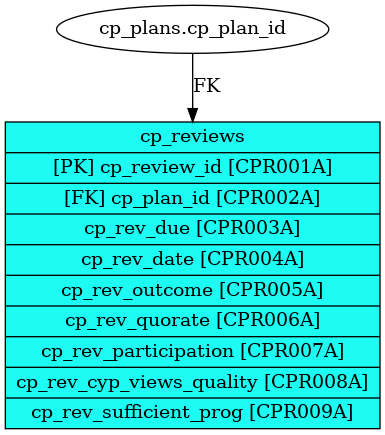 cp_plans.cp_plan_id
FK
cp_reviews
[PK] cp_review_id [CPR001A]
[FK] cp_plan_id [CPR002A]
cp_rev_due [CPR003A]
cp_rev_date [CPR004A]
cp_rev_outcome [CPR005A]
cp_rev_quorate [CPR006A]
cp_rev_participation [CPR007A]
cp_rev_cyp_views_quality [CPR008A]
cp_rev_sufficient_prog [CPR009A]